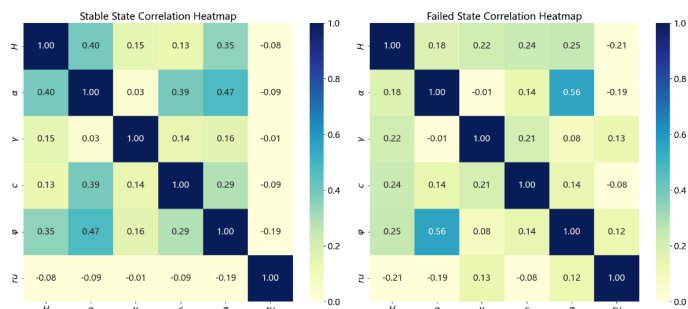 Stable State Correlation Heatmap
H 1.00 0.40 0.15 0.13 0.35 -0.08
α 0.40 1.00 0.03 0.39 0.47 -0.09
γ 0.15 0.03 1.00 0.14 0.16 -0.01
c 0.13 0.39 0.14 1.00 0.29 -0.09
φ 0.35 0.47 0.16 0.29 1.00 -0.19
ru -0.08 -0.09 -0.01 -0.09 -0.19 1.00
H α γ c φ ru
1.0
0.8
0.6
0.4
0.2
0.0
Failed State Correlation Heatmap
H 1.00 0.18 0.22 0.24 0.25 -0.21
α 0.18 1.00 -0.01 0.14 0.56 -0.19
γ 0.22 -0.01 1.00 0.21 0.08 0.13
c 0.24 0.14 0.21 1.00 0.14 -0.08
φ 0.25 0.56 0.08 0.14 1.00 0.12
ru -0.21 -0.19 0.13 -0.08 0.12 1.00
H α γ c φ ru
1.0
0.8
0.6
0.4
0.2
0.0